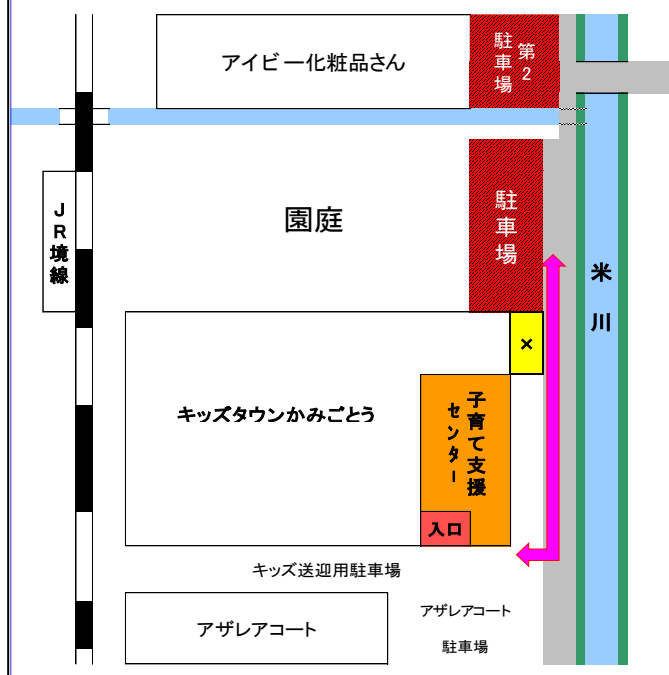 アイビー化粧品さん
第2
駐車場
JR境線
園庭
駐車場
米川
×
キッズタウンかみごとう
子育て支援
センター
入口
キッズ送迎用駐車場
アザレアコート
アザレアコート
駐車場